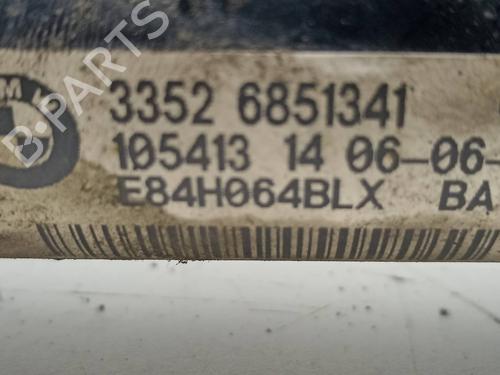 B-PARTS
M
3352 6851341
105413 14 06-06-
E84H064BLX BA